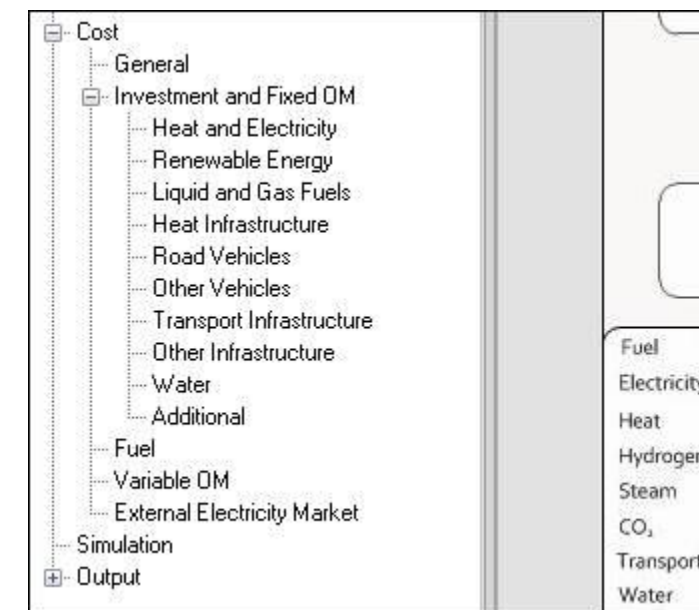 Cost
General
Investment and Fixed OM
Heat and Electricity
Renewable Energy
Liquid and Gas Fuels
Heat Infrastructure
Road Vehicles
Other Vehicles
Transport Infrastructure
Other Infrastructure
Water
Additional
Fuel
Variable OM
External Electricity Market
Simulation
Output
Fuel
Electricity
Heat
Hydrogen
Steam
CO₂
Transport
Water